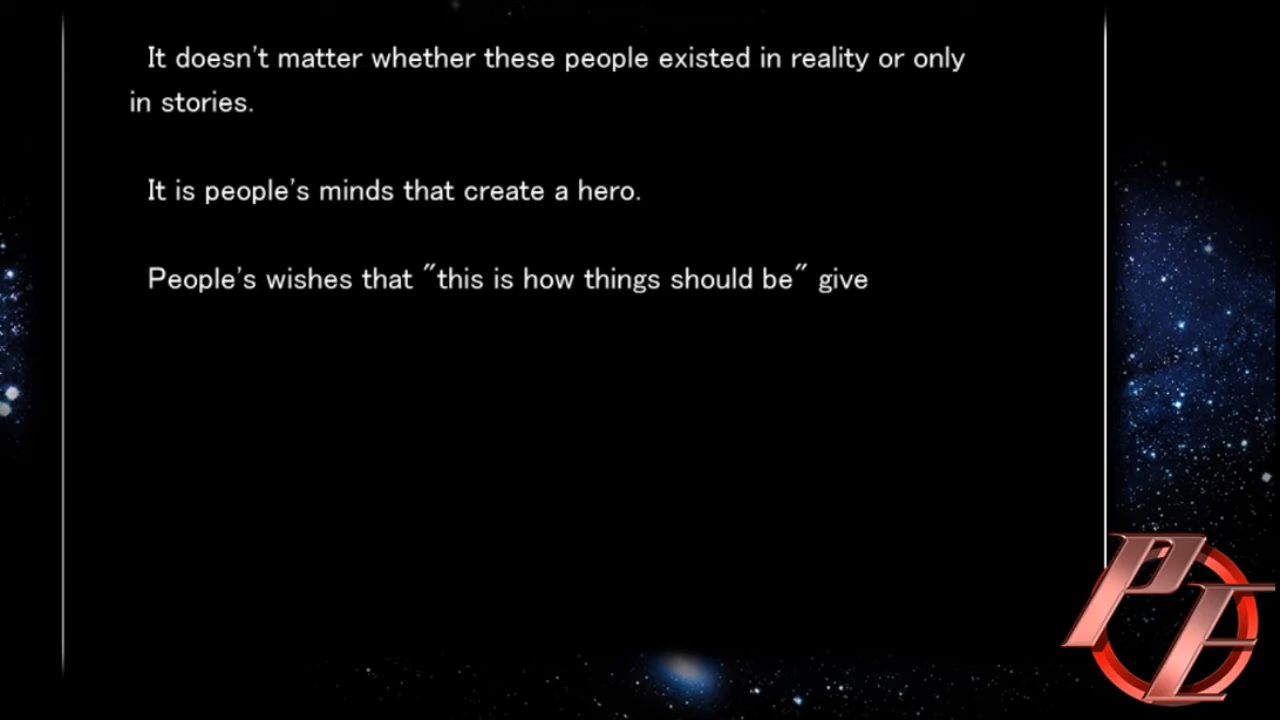 It doesn't matter whether these people existed in reality or only
in stories.
It is people's minds that create a hero.
People's wishes that "this is how things should be" give
PE